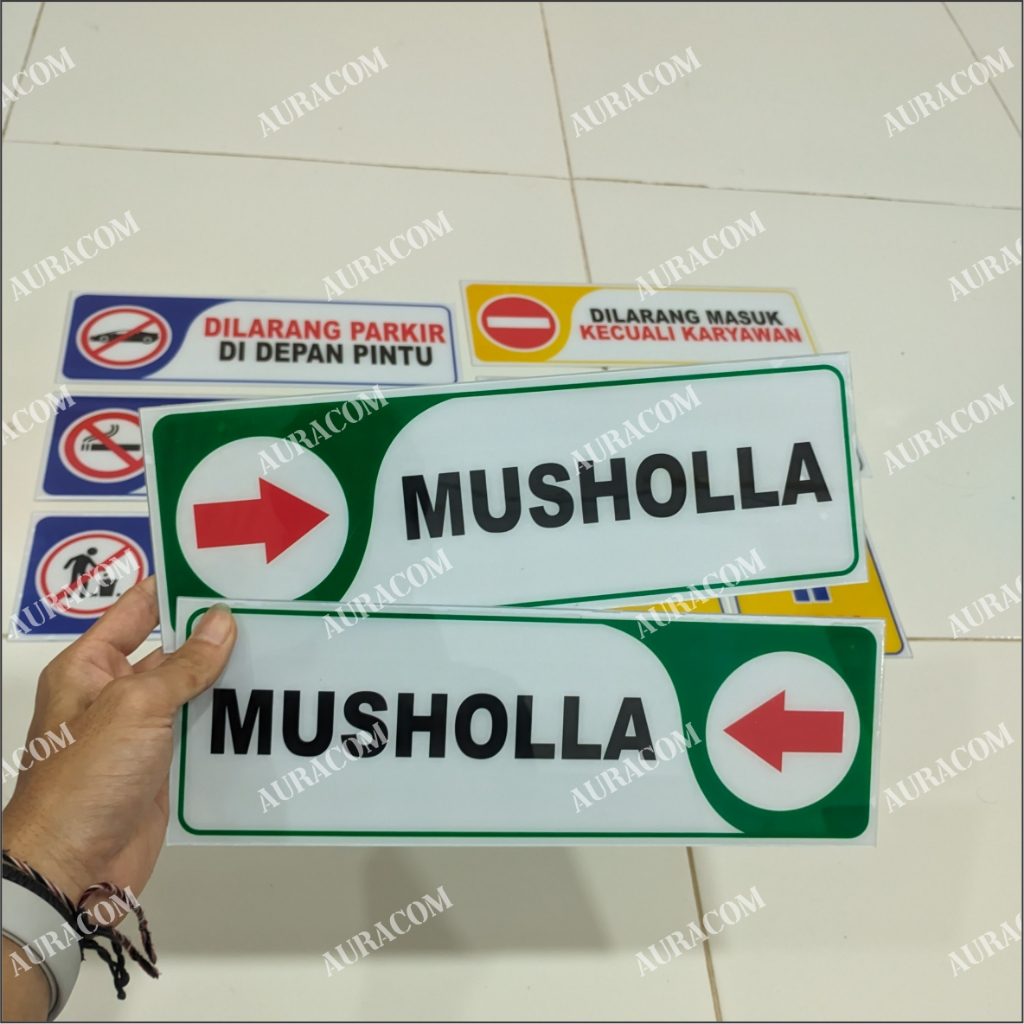 DILARANG PARKIR
DI DEPAN PINTU
DILARANG MASUK
KECUALI KARYAWAN
MUSHOLLA
MUSHOLLA
AURACOM